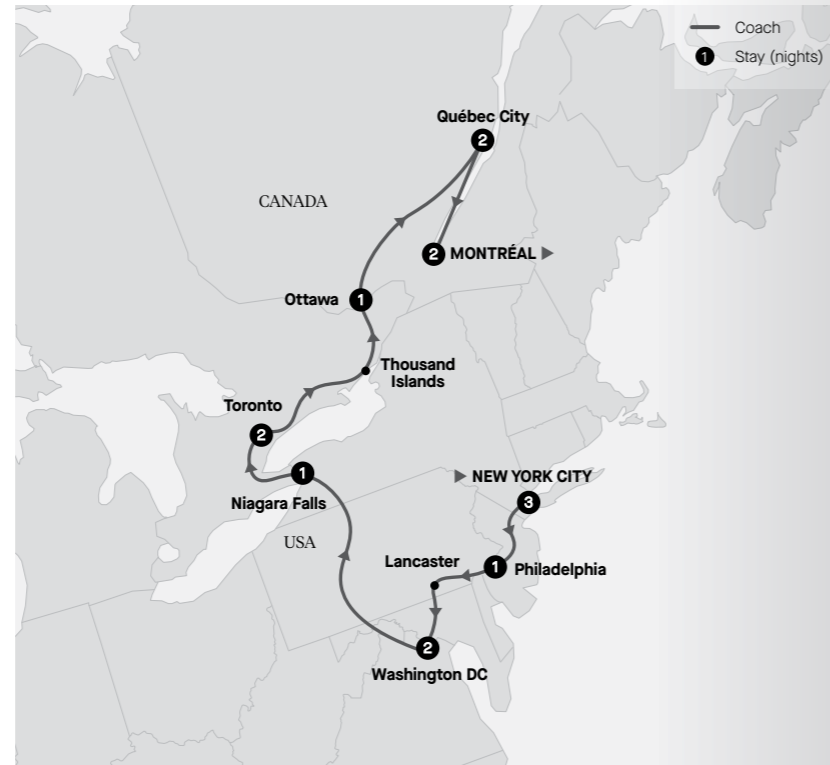 Coach
1 Stay (nights)
Québec City
2
CANADA
2 MONTRÉAL ▶
Ottawa 1
Thousand
Islands
Toronto
2
▶ NEW YORK CITY
1
3
Niagara Falls
USA
Lancaster
1 Philadelphia
2
Washington DC